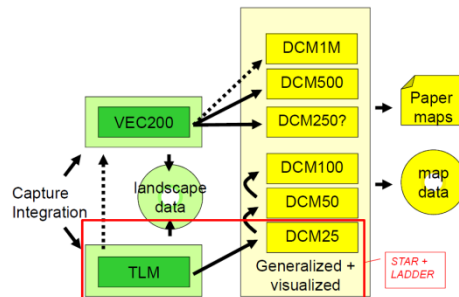 DCM1M
DCM500
DCM250?
VEC200
Paper
maps
DCM100
landscape
data
DCM50
map
data
Capture
Integration
DCM25
TLM
Generalized +
visualized
STAR +
LADDER